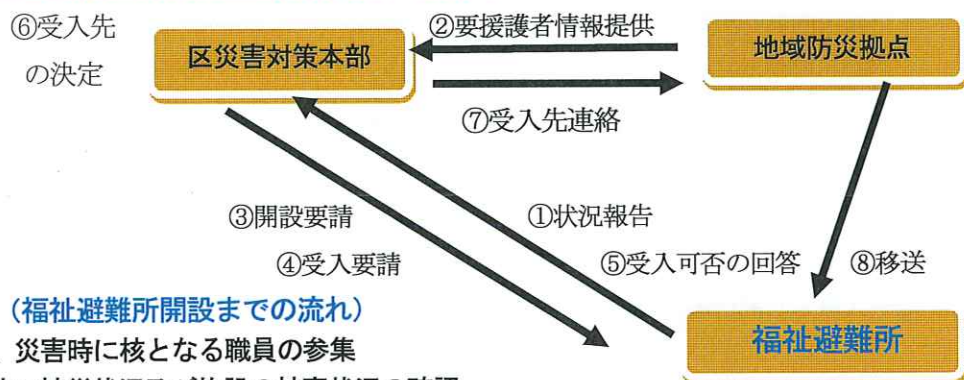 ⑥受入先
の決定
区災害対策本部
②要援護者情報提供
地域防災拠点
⑦受入先連絡
③開設要請
①状況報告
④受入要請
⑤受入可否の回答
⑧移送
(福祉避難所開設までの流れ)
福祉避難所
災害時に核となる職員の参集